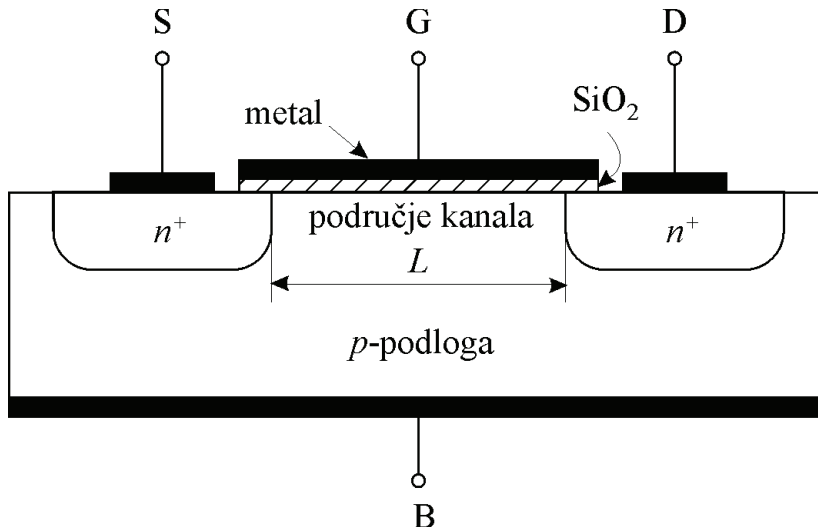 S
G
D
metal
SiO₂
n⁺
područje kanala
n⁺
L
p-podloga
B